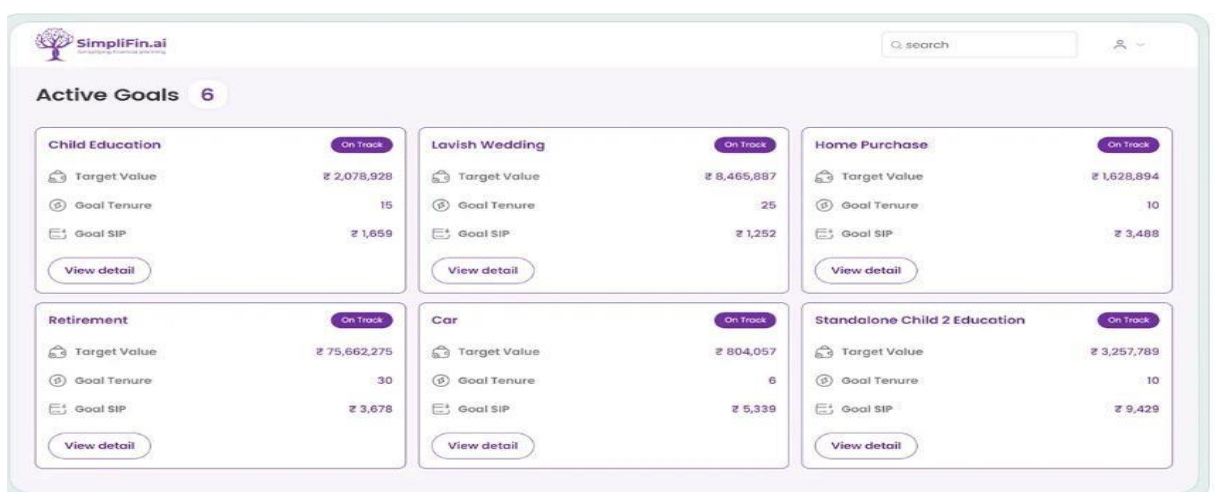 SimpliFin.ai
Simplifying financial planning
search
Active Goals 6
Child Education On Track
Target Value ₹ 2,078,928
Goal Tenure 15
Goal SIP ₹ 1,659
View detail
Lavish Wedding On Track
Target Value ₹ 8,465,887
Goal Tenure 25
Goal SIP ₹ 1,252
View detail
Home Purchase On Track
Target Value ₹ 1,628,894
Goal Tenure 10
Goal SIP ₹ 3,488
View detail
Retirement On Track
Target Value ₹ 75,662,275
Goal Tenure 30
Goal SIP ₹ 3,678
View detail
Car On Track
Target Value ₹ 804,057
Goal Tenure 6
Goal SIP ₹ 5,339
View detail
Standalone Child 2 Education On Track
Target Value ₹ 3,257,789
Goal Tenure 10
Goal SIP ₹ 9,429
View detail